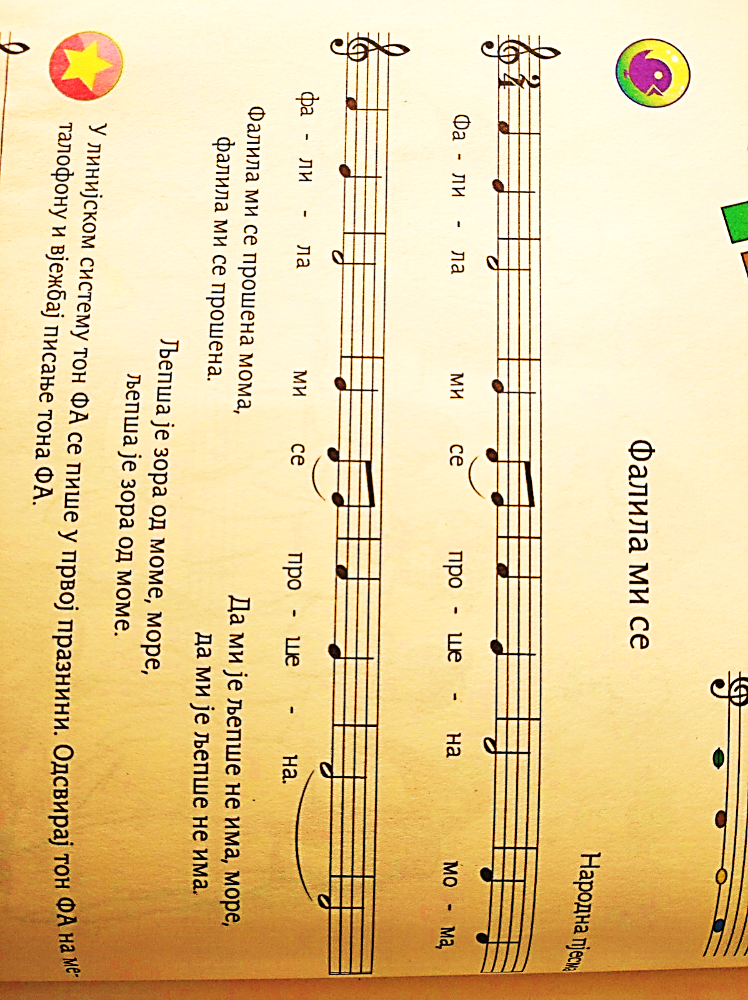 Фалила ми се
Народна пјесма
2
4
Фа - ли - ла ми се про - ше - на мо - ма,
фа - ли - ла ми се про - ше - на.
Фалила ми се прошена мома,
фалила ми се прошена.
Да ми је љепше не има, море,
да ми је љепше не има.
Љепша је зора од моме, море,
љепша је зора од моме.
У линијском систему тон ФА се пише у првој празнини. Одсвирај тон ФА на ме-
талофону и вјежбај писање тона ФА.